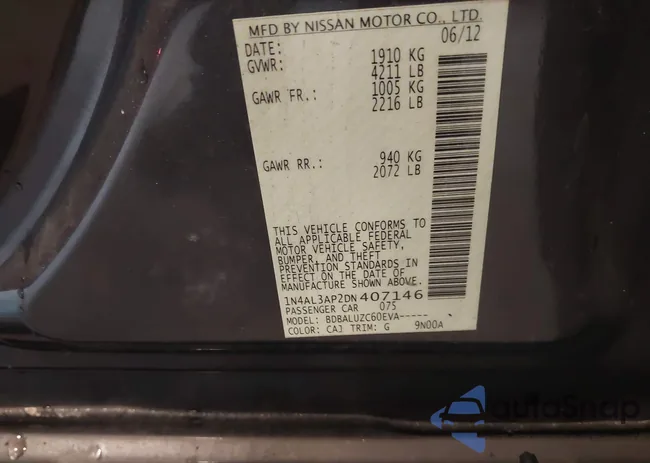 MFD BY NISSAN MOTOR CO., LTD.
DATE: 06/12
GVWR: 1910 KG
4211 LB
GAWR FR.: 1005 KG
2216 LB
GAWR RR.: 940 KG
2072 LB
THIS VEHICLE CONFORMS TO
ALL APPLICABLE FEDERAL
MOTOR VEHICLE SAFETY,
BUMPER, AND THEFT
PREVENTION STANDARDS IN
EFFECT ON THE DATE OF
MANUFACTURE SHOWN ABOVE.
1N4AL3AP2DN407146
PASSENGER CAR 075
MODEL: BDBALUZC60EVA-----
COLOR: CAJ TRIM: G 9N00A
autoSnap